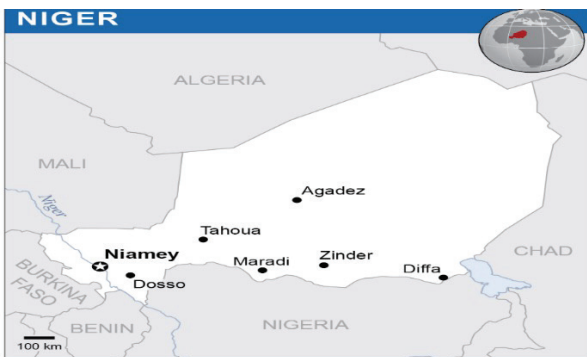 NIGER
ALGERIA
MALI
Niger
Agadez
Tahoua
Niamey
Maradi
Zinder
Diffa
CHAD
Dosso
BURKINA
FASO
BENIN
NIGERIA
100 km